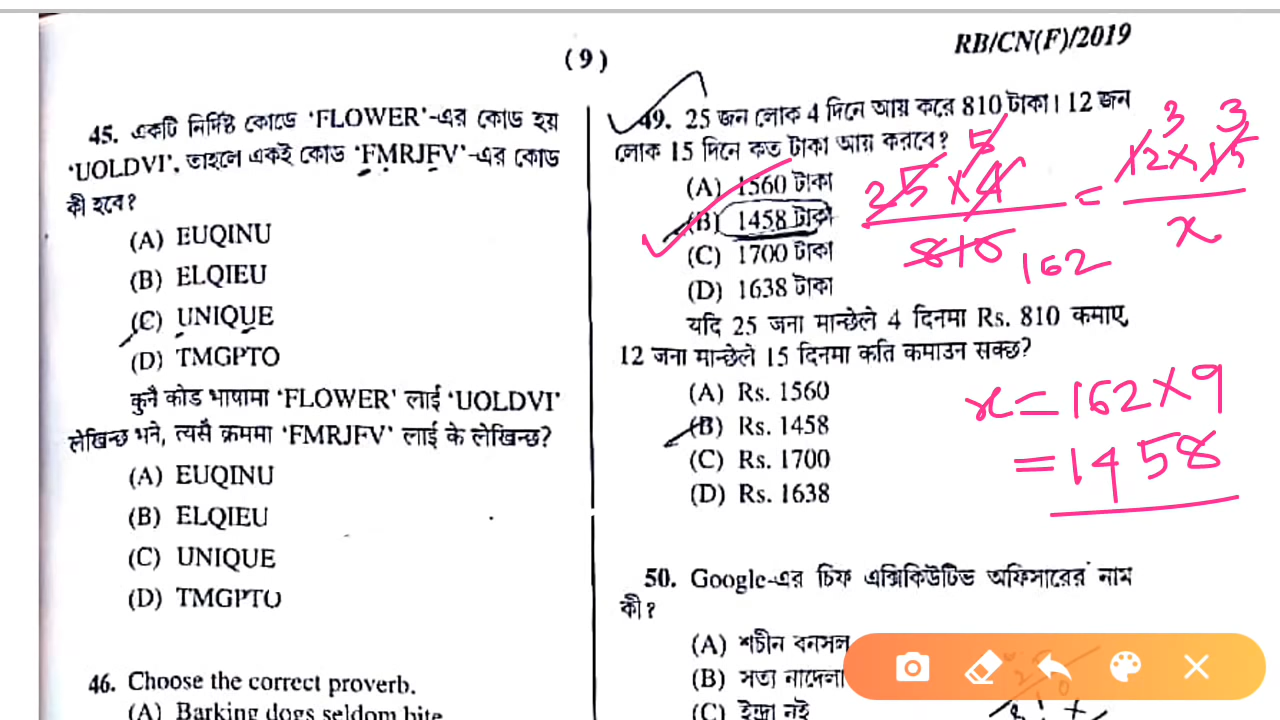 (9)
RB/CN(F)/2019
45. একটি নির্দিষ্ট কোডে ‘FLOWER’-এর কোড হয়
‘UOLDVI’, তাহলে একই কোড ‘FMRJFV’-এর কোড
কী হবে?
(A) EUQINU
(B) ELQIEU
(C) UNIQUE
(D) TMGPTO
कुनै कोड भाषामा ‘FLOWER’ लाई ‘UOLDVI’
लेखिन्छ भने, त्यसै क्रममा ‘FMRJFV’ लाई के लेखिन्छ?
(A) EUQINU
(B) ELQIEU
(C) UNIQUE
(D) TMGPTO
46. Choose the correct proverb.
(A) Barking dogs seldom bite
49. 25 জন লোক 4 দিনে আয় করে 810 টাকা। 12 জন
লোক 15 দিনে কত টাকা আয় করবে?
(A) 1560 টাকা
(B) 1458 টাকা
(C) 1700 টাকা
(D) 1638 টাকা
यदि 25 जना मान्छेले 4 दिनमा Rs. 810 कमाए,
12 जना मान्छेले 15 दिनमा कति कमाउन सक्छ?
(A) Rs. 1560
(B) Rs. 1458
(C) Rs. 1700
(D) Rs. 1638
50. Google-এর চিফ এক্সিকিউটিভ অফিসারের নাম
কী?
(A) শচীন বনসল
(B) সত্য নাদেলা
(C) ইন্দ্রা নুই
5 3 3
25 × 4 = 12 × 15
810 162 x
x = 162 × 9
= 1458